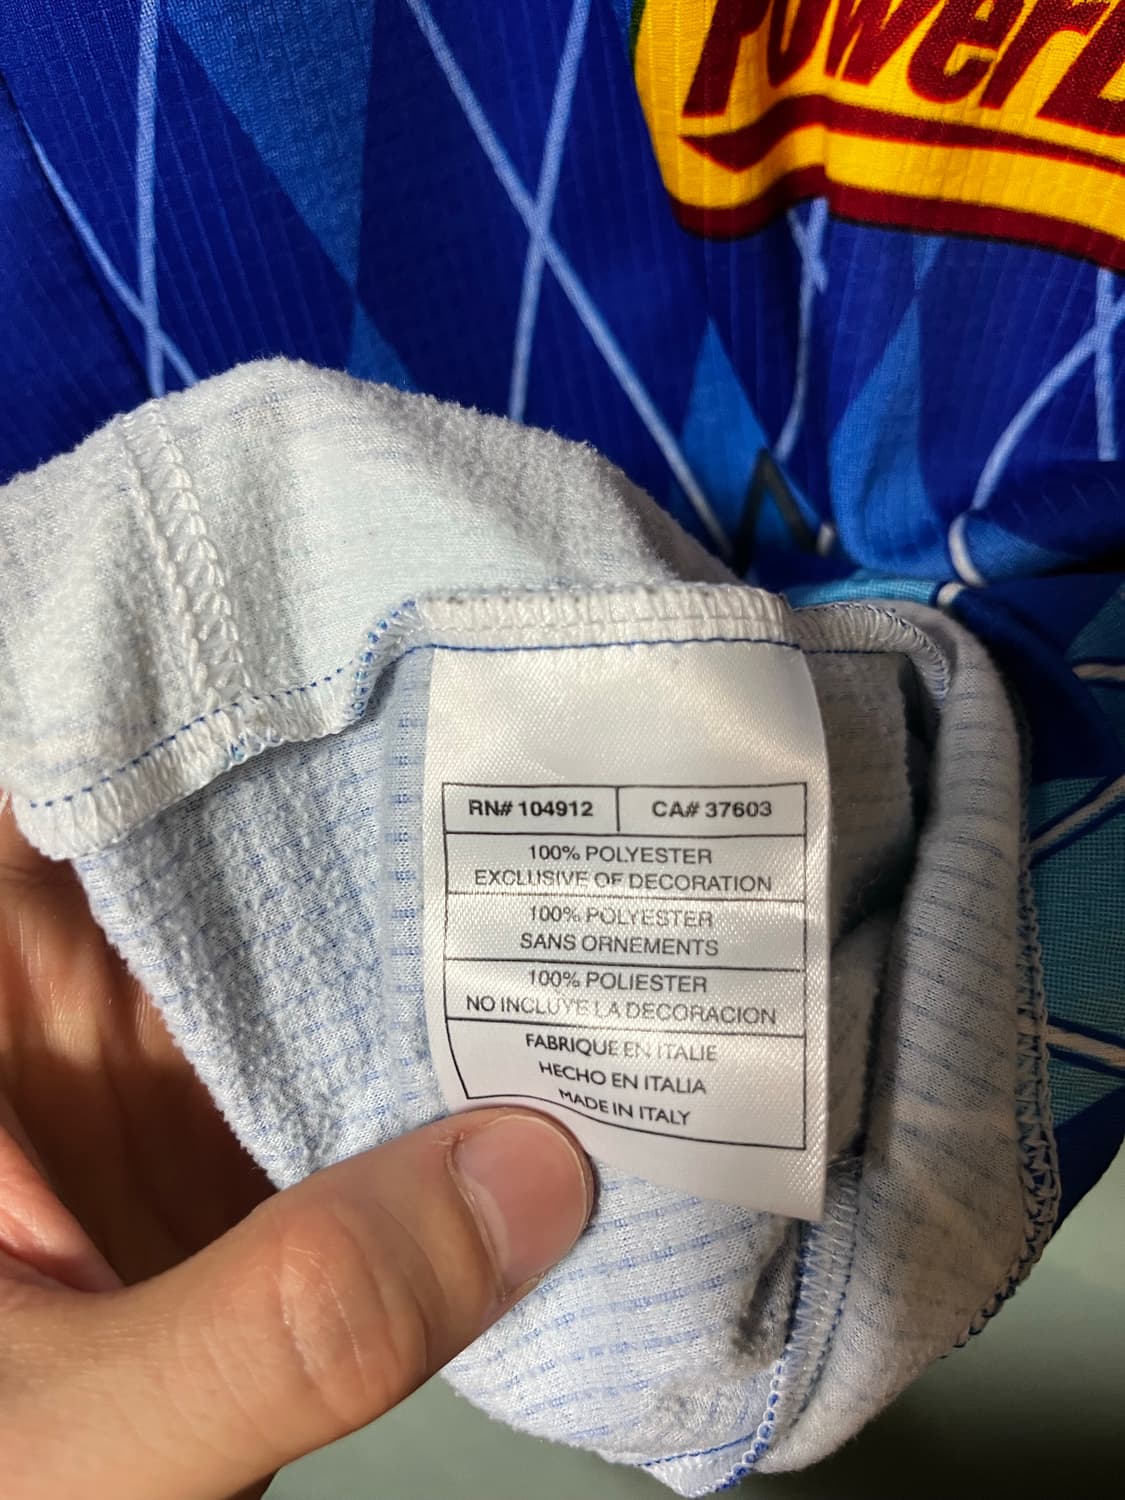 PowerB
RN# 104912 CA# 37603
100% POLYESTER
EXCLUSIVE OF DECORATION
100% POLYESTER
SANS ORNEMENTS
100% POLIESTER
NO INCLUYE LA DECORACION
FABRIQUE EN ITALIE
HECHO EN ITALIA
MADE IN ITALY